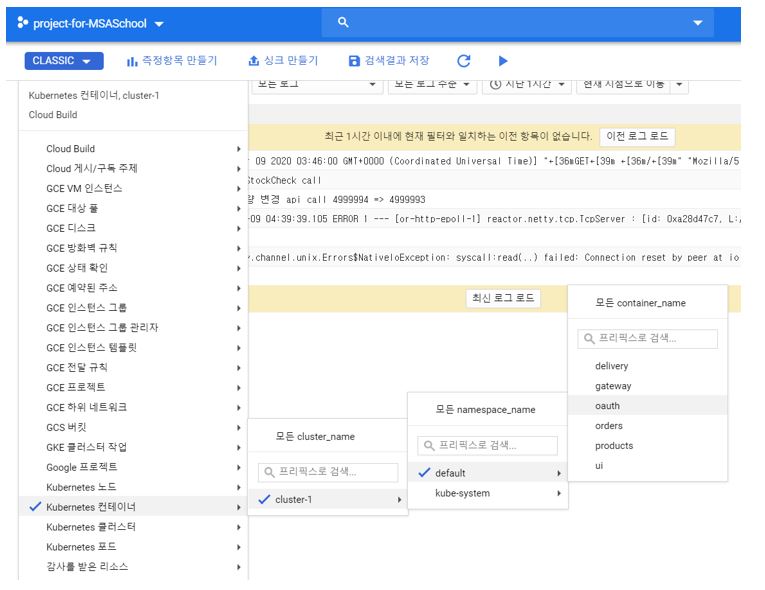 project-for-MSASchool
CLASSIC 측정항목 만들기 싱크 만들기 검색결과 저장
모든 로그 모든 로그 수준 지난 1시간 현재 시점으로 이동
Kubernetes 컨테이너, cluster-1
Cloud Build
최근 1시간 이내에 현재 필터와 일치하는 이전 항목이 없습니다. 이전 로그 로드
09 2020 03:46:00 GMT+0000 (Coordinated Universal Time)] "+[36mGET+[39m +[36m/+[39m" "Mozilla/5
StockCheck call
변경 api call 4999994 => 4999993
-09 04:39:39.105 ERROR 1 --- [or-http-epoll-1] reactor.netty.tcp.TcpServer : [id: 0xa28d47c7, L:/
.channel.unix.Errors$NativeIoException: syscall:read(..) failed: Connection reset by peer at io
최신 로그 로드
Cloud Build
Cloud 게시/구독 주제
GCE VM 인스턴스
GCE 대상 풀
GCE 디스크
GCE 방화벽 규칙
GCE 상태 확인
GCE 예약된 주소
GCE 인스턴스 그룹
GCE 인스턴스 그룹 관리자
GCE 인스턴스 템플릿
GCE 전달 규칙
GCE 프로젝트
GCE 하위 네트워크
GCS 버킷
GKE 클러스터 작업
Google 프로젝트
Kubernetes 노드
Kubernetes 컨테이너
Kubernetes 클러스터
Kubernetes 포드
감사를 받은 리소스
모든 cluster_name
프리픽스로 검색...
cluster-1
모든 namespace_name
프리픽스로 검색...
default
kube-system
모든 container_name
프리픽스로 검색...
delivery
gateway
oauth
orders
products
ui